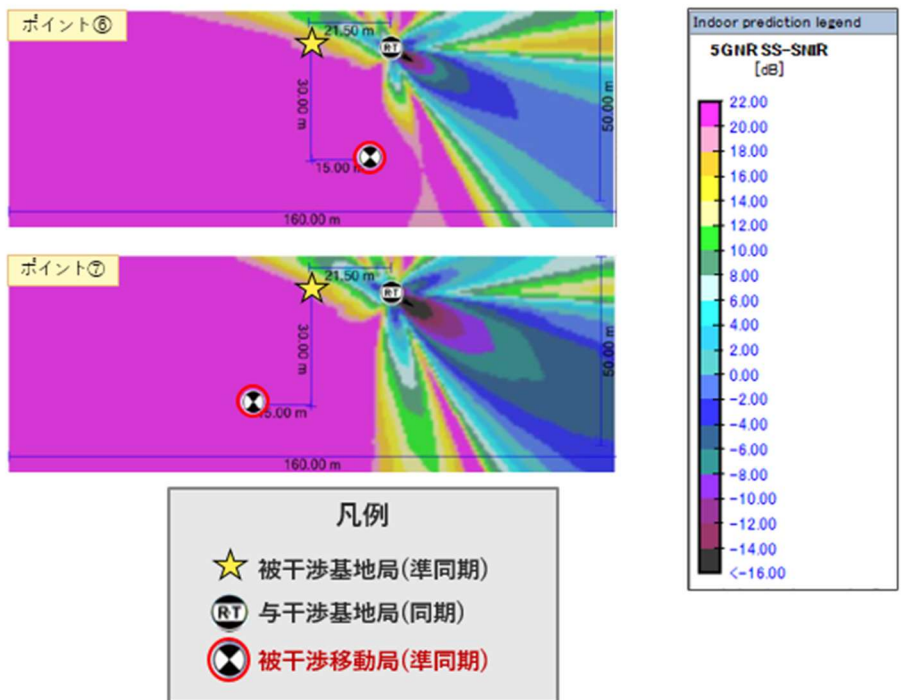 ポイント⑥
21.50 m
RT
30.00 m
50.00 m
15.00 m
160.00 m
ポイント⑦
21.50 m
RT
30.00 m
50.00 m
15.00 m
160.00 m
凡例
被干渉基地局(準同期)
RT 与干渉基地局(同期)
被干渉移動局(準同期)
Indoor prediction legend
5GNR SS-SNIR
[dB]
22.00
20.00
18.00
16.00
14.00
12.00
10.00
8.00
6.00
4.00
2.00
0.00
-2.00
-4.00
-6.00
-8.00
-10.00
-12.00
-14.00
<-16.00